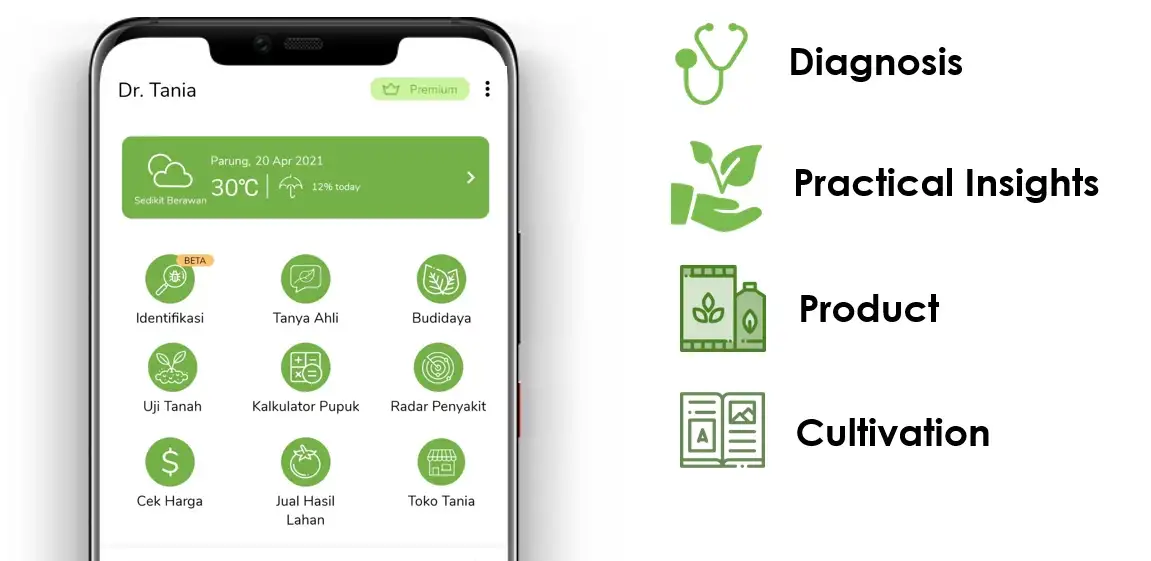 Dr. Tania
Premium
Parung, 20 Apr 2021
30℃
12% today
Sedikit Berawan
BETA
Identifikasi
Tanya Ahli
Budidaya
Uji Tanah
Kalkulator Pupuk
Radar Penyakit
$
Cek Harga
Jual Hasil
Lahan
Toko Tania
Diagnosis
Practical Insights
Product
A
Cultivation